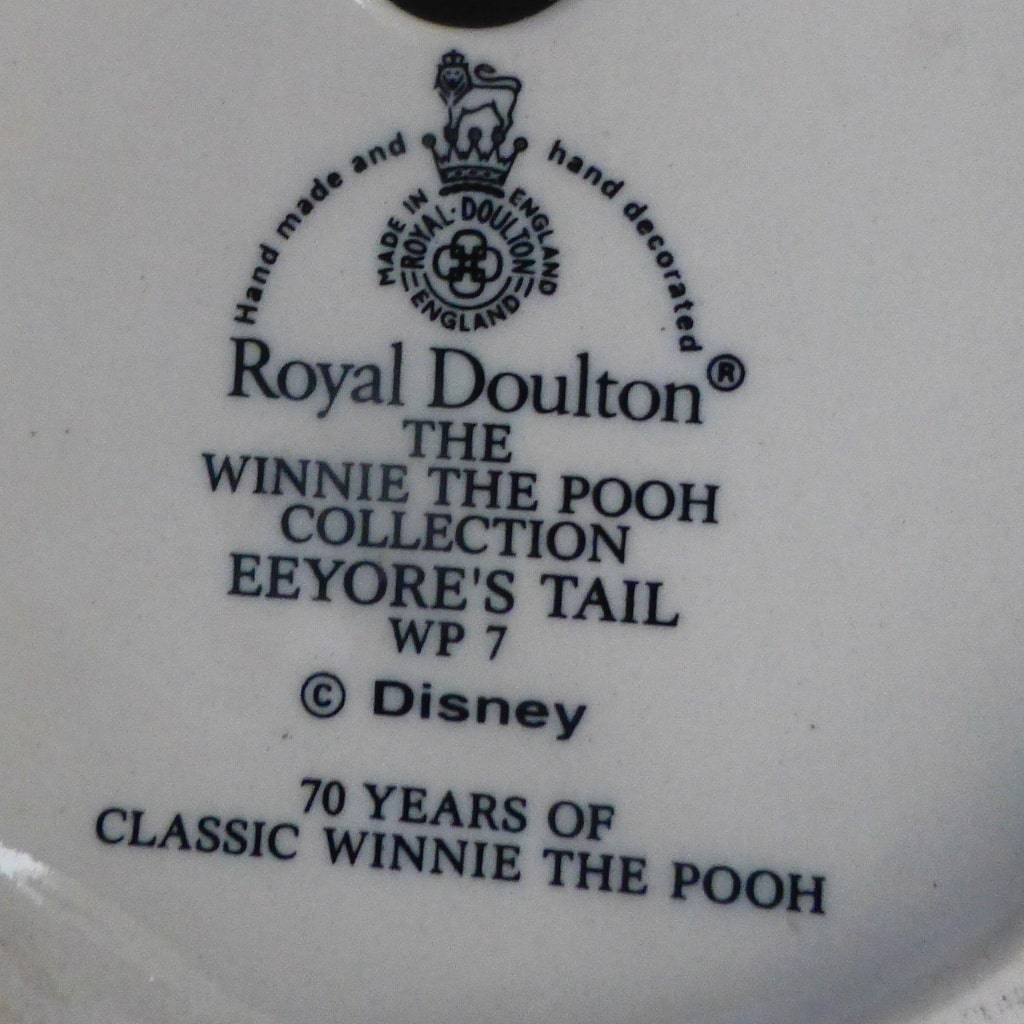 Hand made and hand decorated
MADE IN ENGLAND
ROYAL·DOULTON
ENGLAND
Royal Doulton®
THE
WINNIE THE POOH
COLLECTION
EEYORE'S TAIL
WP 7
© Disney
70 YEARS OF
CLASSIC WINNIE THE POOH